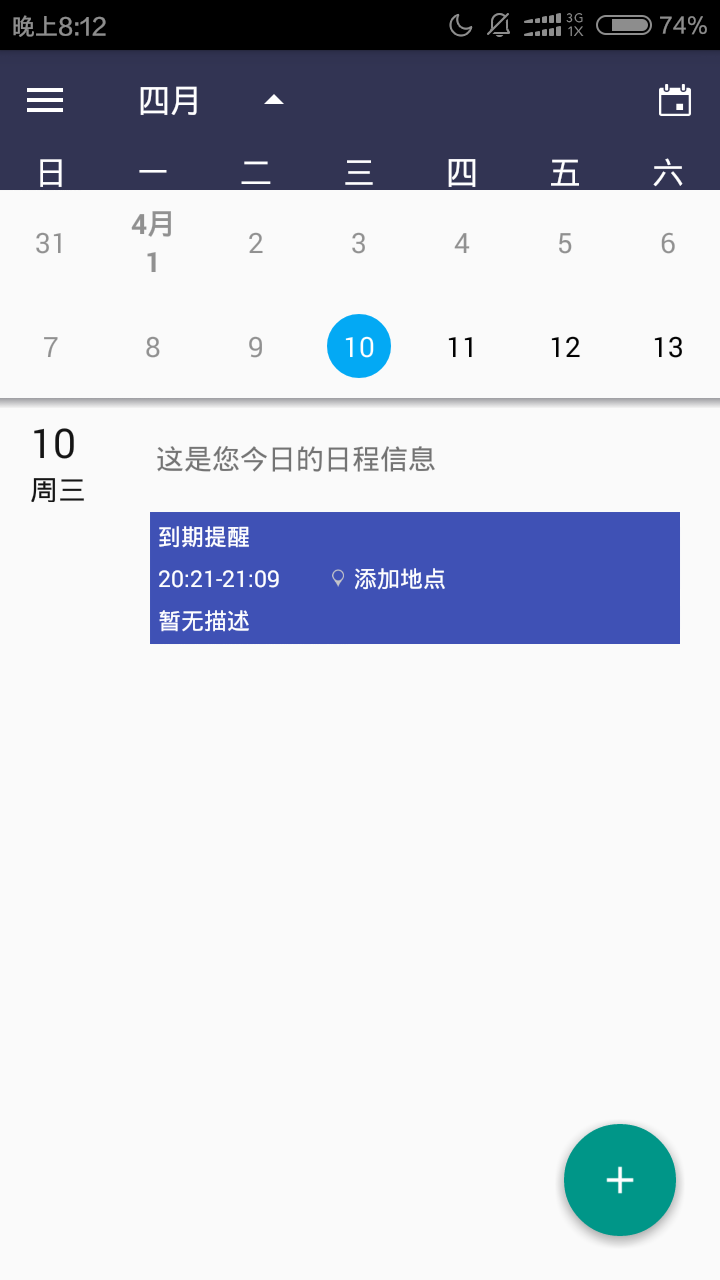 晚上8:12 3G 1X 74%
四月
日 一 二 三 四 五 六
31 4月 1 2 3 4 5 6
7 8 9 10 11 12 13
10
周三
这是您今日的日程信息
到期提醒
20:21-21:09 添加地点
暂无描述